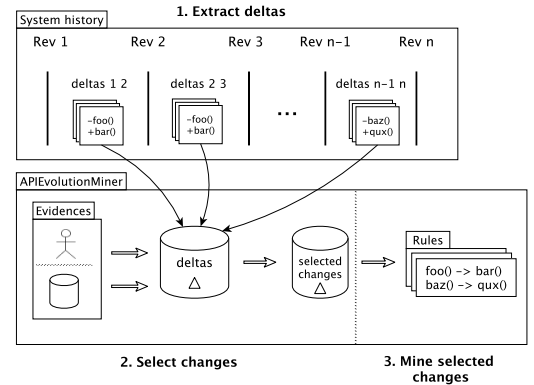 1. Extract deltas
System history
Rev 1 Rev 2 Rev 3 Rev n-1 Rev n
deltas 1 2 deltas 2 3 deltas n-1 n
...
-foo() -foo() -baz()
+bar() +bar() +qux()
APIEvolutionMiner
Evidences
deltas
selected
changes
Rules
foo() -> bar()
baz() -> qux()
2. Select changes
3. Mine selected
changes